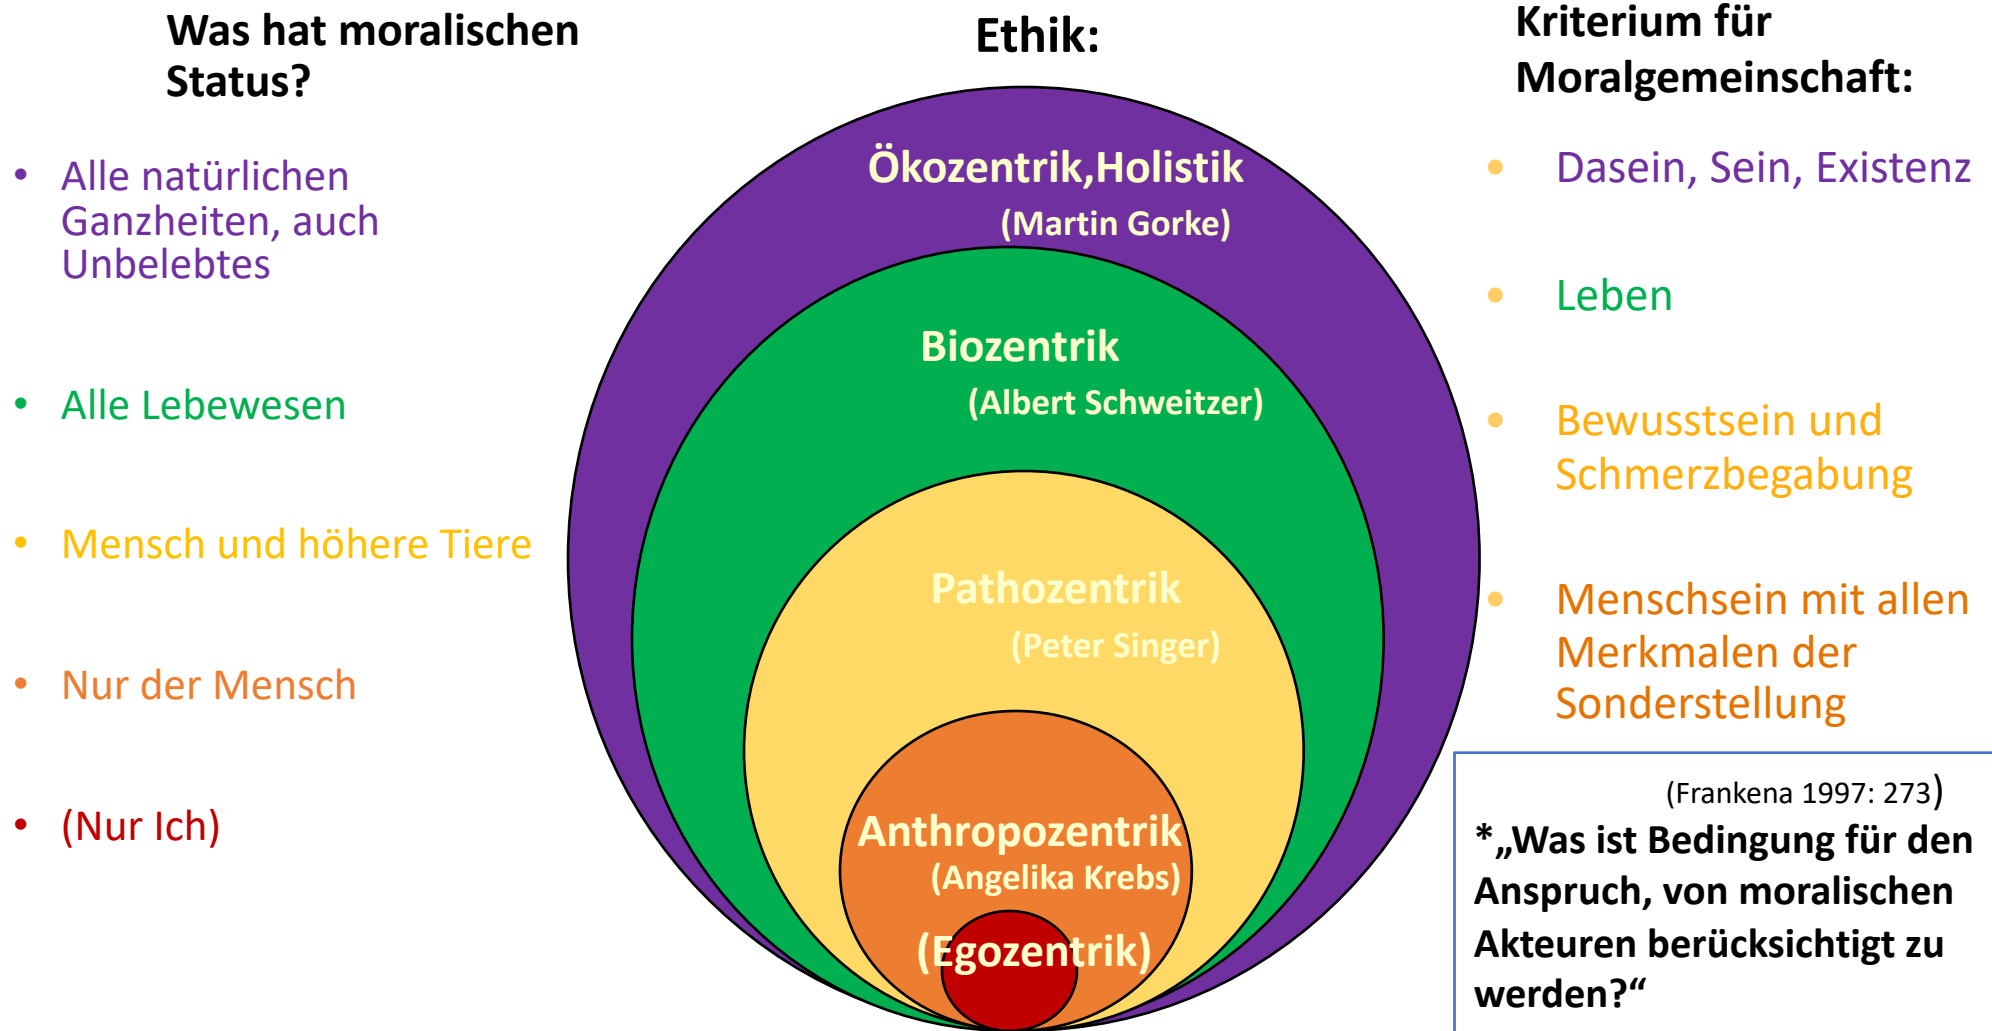 Was hat moralischen
Status?
• Alle natürlichen
Ganzheiten, auch
Unbelebtes
• Alle Lebewesen
• Mensch und höhere Tiere
• Nur der Mensch
• (Nur Ich)
Ethik:
Ökozentrik,Holistik
(Martin Gorke)
Biozentrik
(Albert Schweitzer)
Pathozentrik
(Peter Singer)
Anthropozentrik
(Angelika Krebs)
(Egozentrik)
Kriterium für
Moralgemeinschaft:
• Dasein, Sein, Existenz
• Leben
• Bewusstsein und
Schmerzbegabung
• Menschsein mit allen
Merkmalen der
Sonderstellung
(Frankena 1997: 273)
*„Was ist Bedingung für den
Anspruch, von moralischen
Akteuren berücksichtigt zu
werden?“